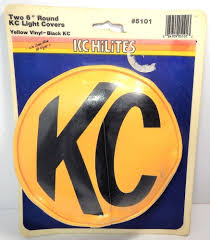 Two 6" Round
KC Light Covers
#5101
Yellow Vinyl-Black KC
KC HILITES
KC